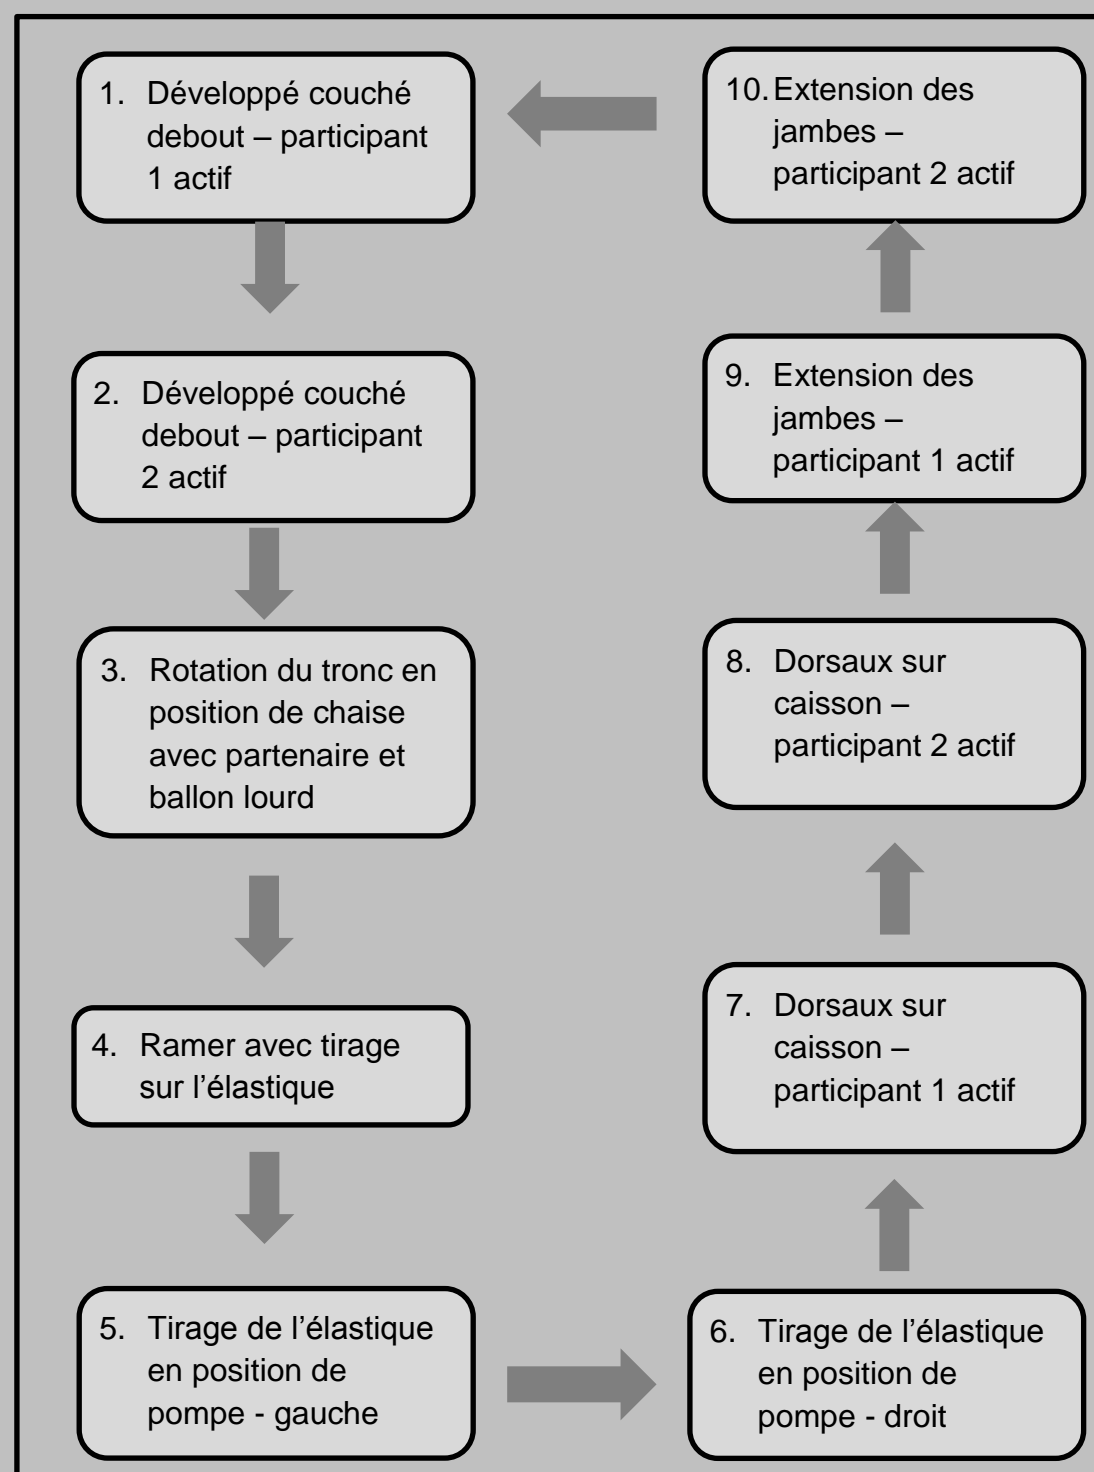 1. Développé couché
debout – participant
1 actif
2. Développé couché
debout – participant
2 actif
3. Rotation du tronc en
position de chaise
avec partenaire et
ballon lourd
4. Ramer avec tirage
sur l’élastique
5. Tirage de l’élastique
en position de
pompe - gauche
6. Tirage de l’élastique
en position de
pompe - droit
7. Dorsaux sur
caisson –
participant 1 actif
8. Dorsaux sur
caisson –
participant 2 actif
9. Extension des
jambes –
participant 1 actif
10. Extension des
jambes –
participant 2 actif